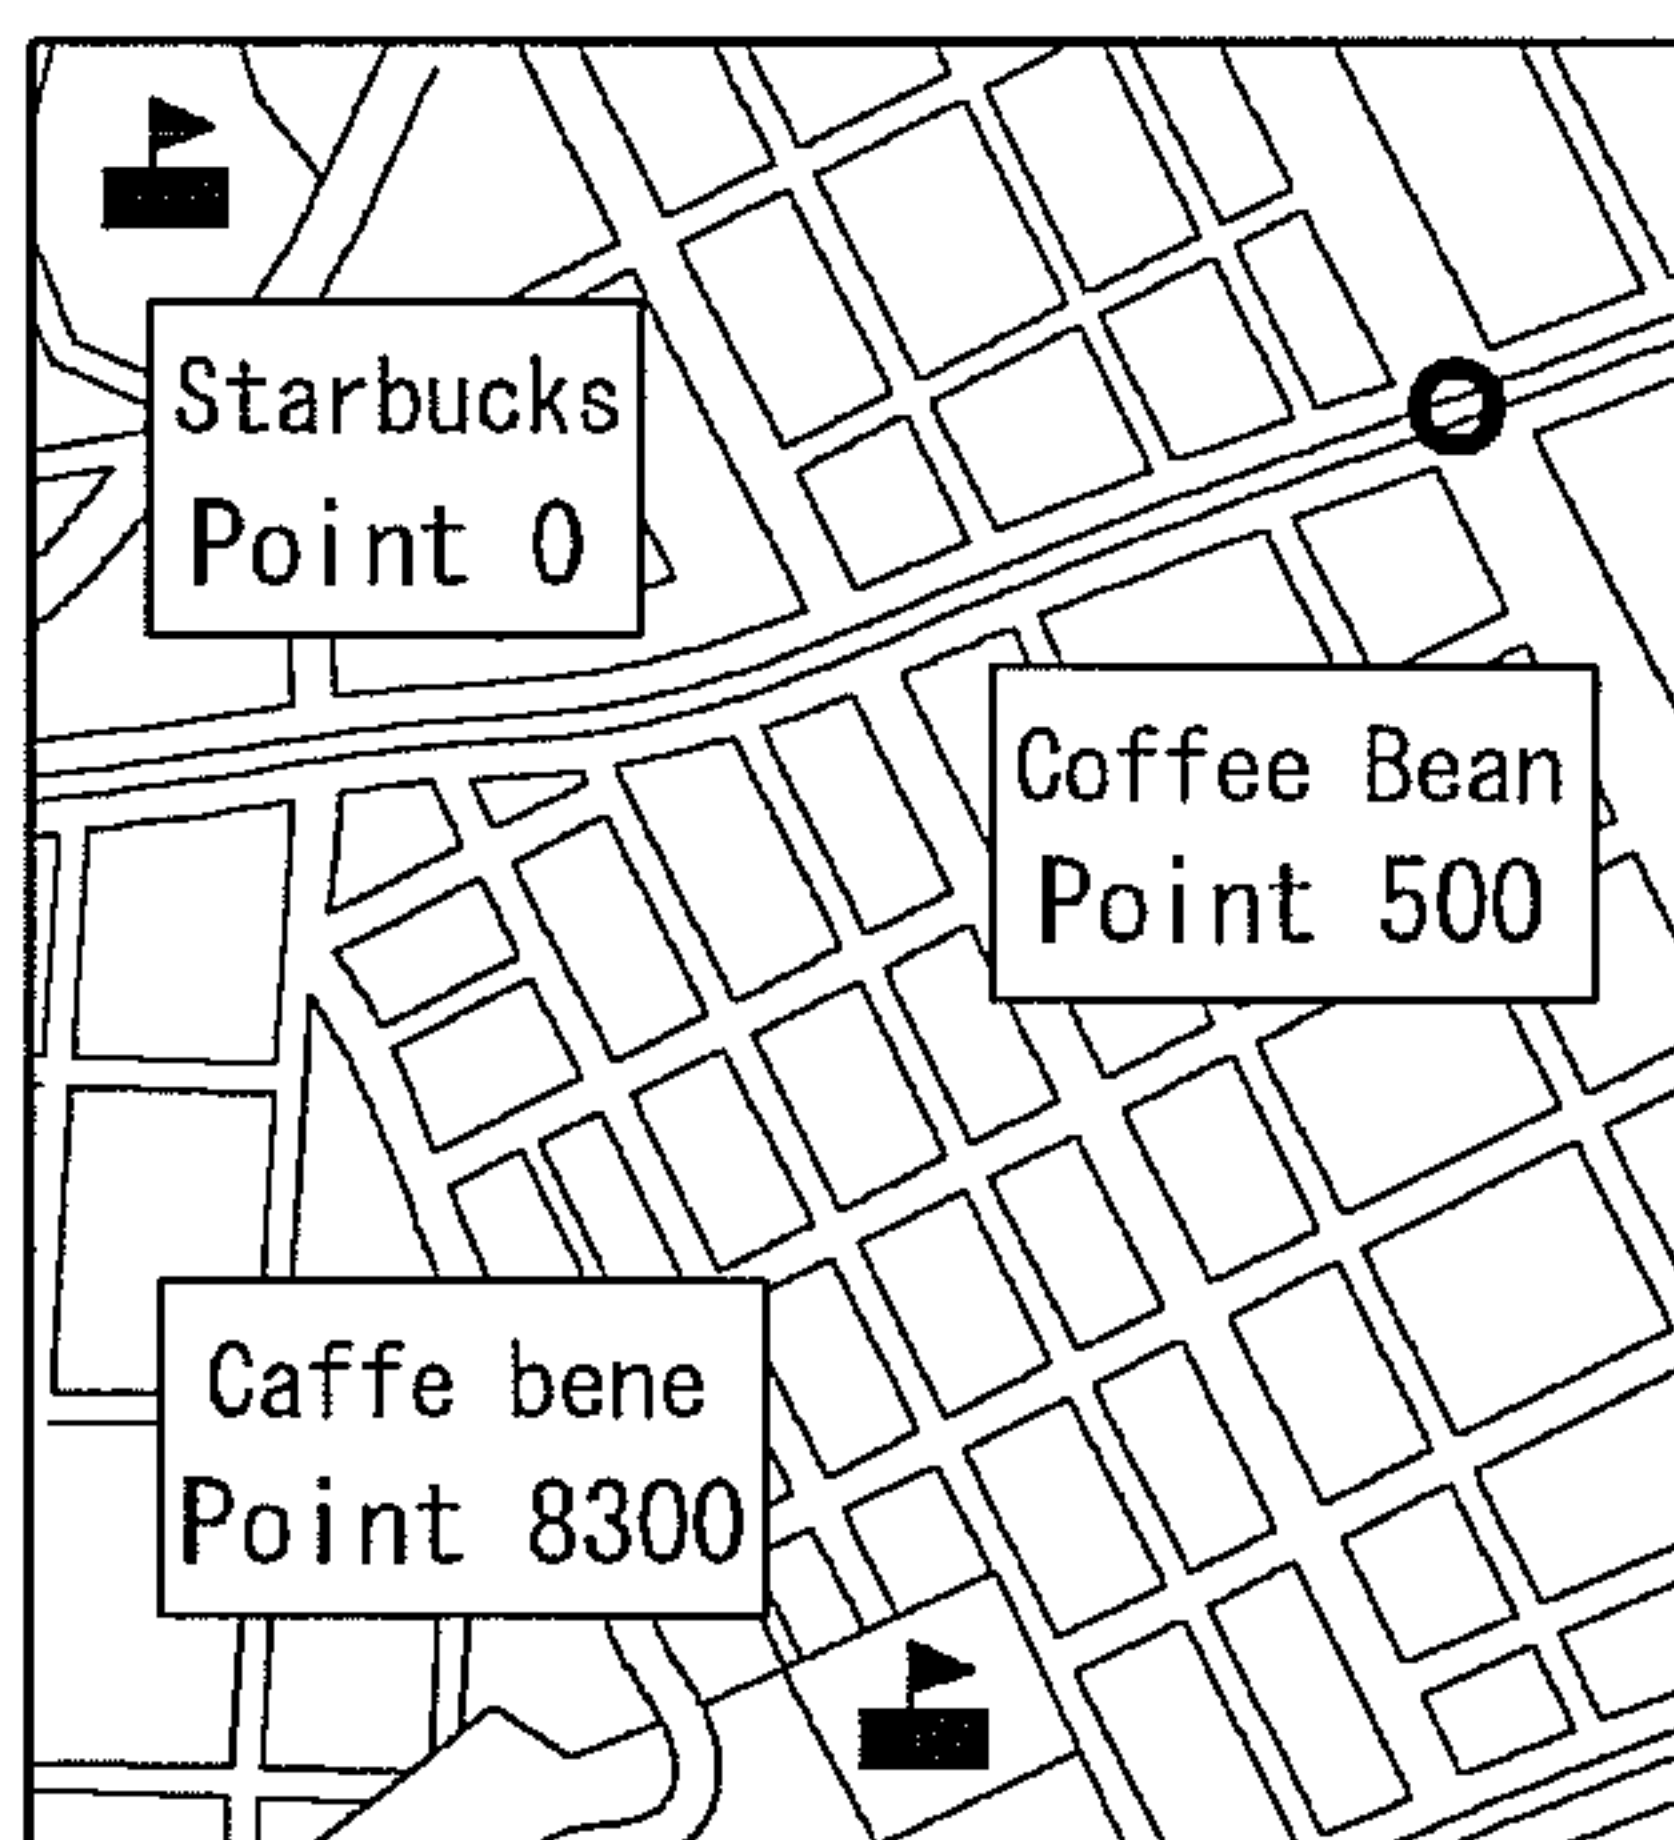 Starbucks
Point 0
Coffee Bean
Point 500
Caffe bene
Point 8300